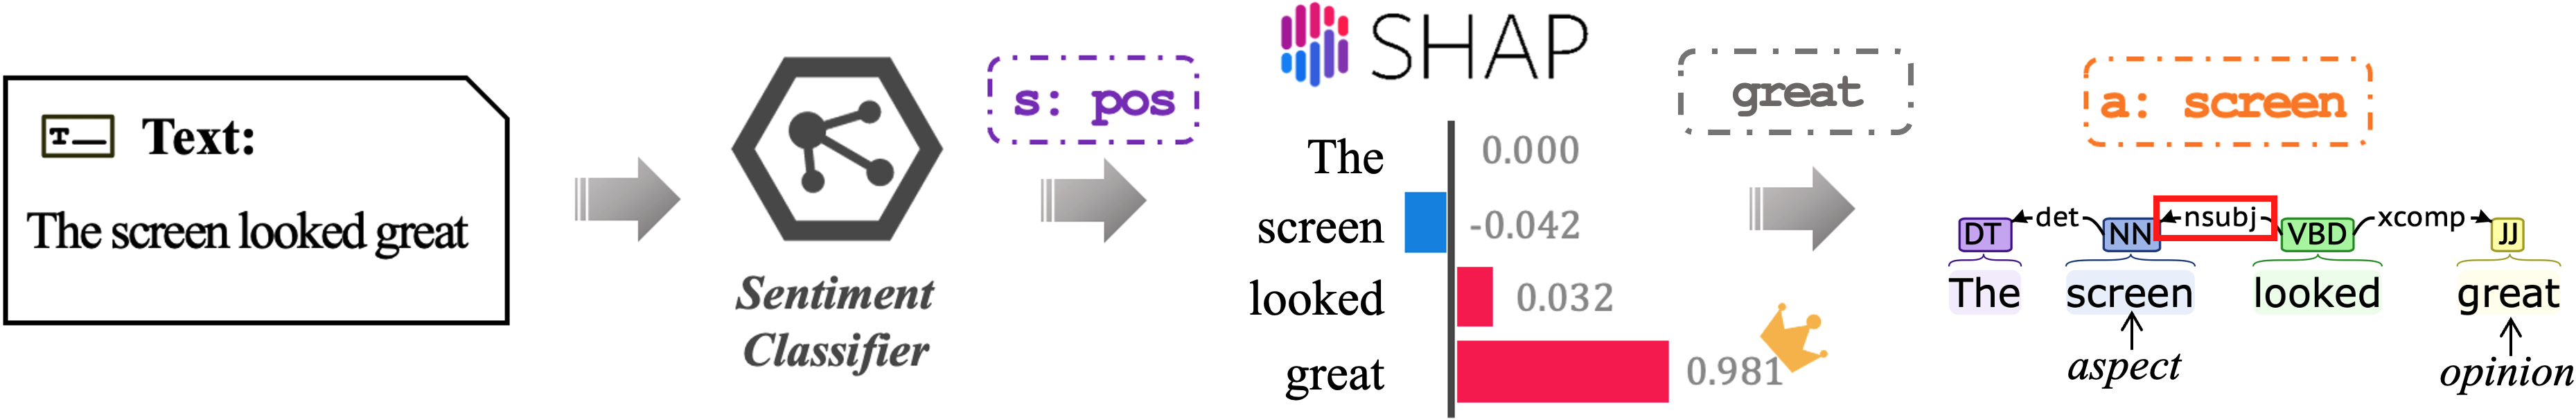 T
Text:
The screen looked great
Sentiment
Classifier
s: pos
SHAP
The 0.000
screen -0.042
looked 0.032
great 0.981
great
a: screen
det nsubj xcomp
DT NN VBD JJ
The screen looked great
aspect opinion